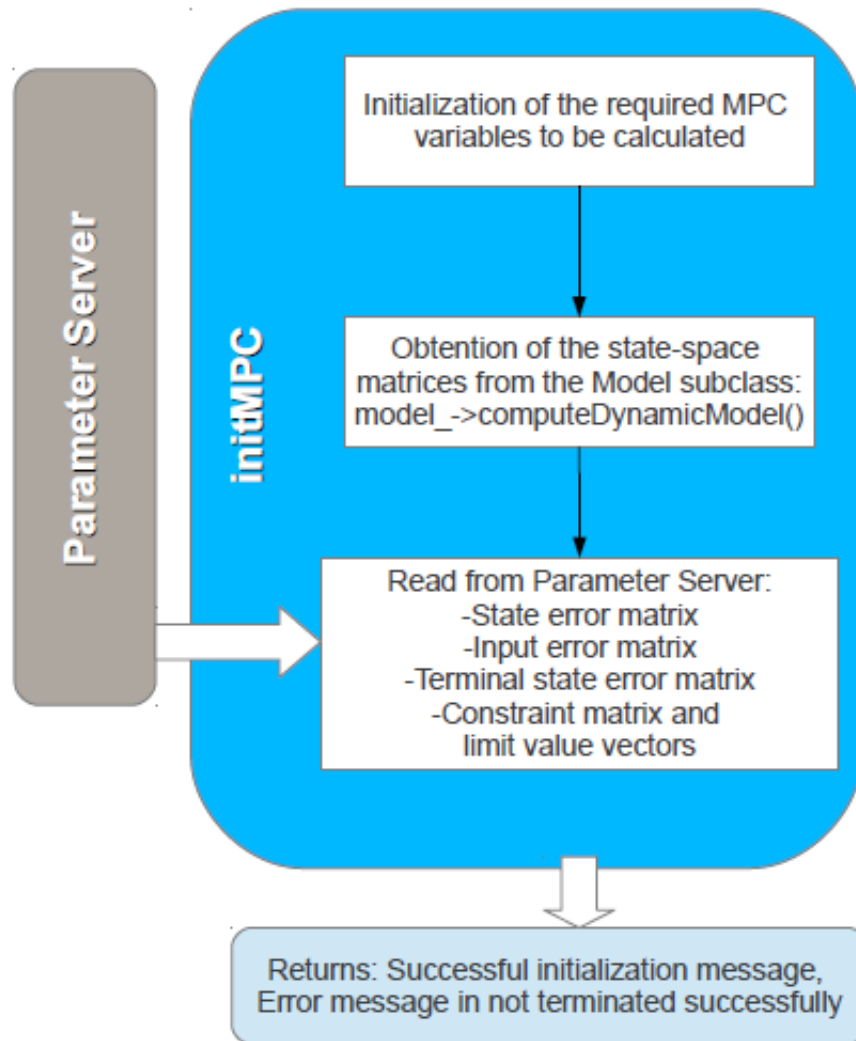 Parameter Server
initMPC
Initialization of the required MPC
variables to be calculated
Obtention of the state-space
matrices from the Model subclass:
model_->computeDynamicModel()
Read from Parameter Server:
-State error matrix
-Input error matrix
-Terminal state error matrix
-Constraint matrix and
limit value vectors
Returns: Successful initialization message,
Error message in not terminated successfully